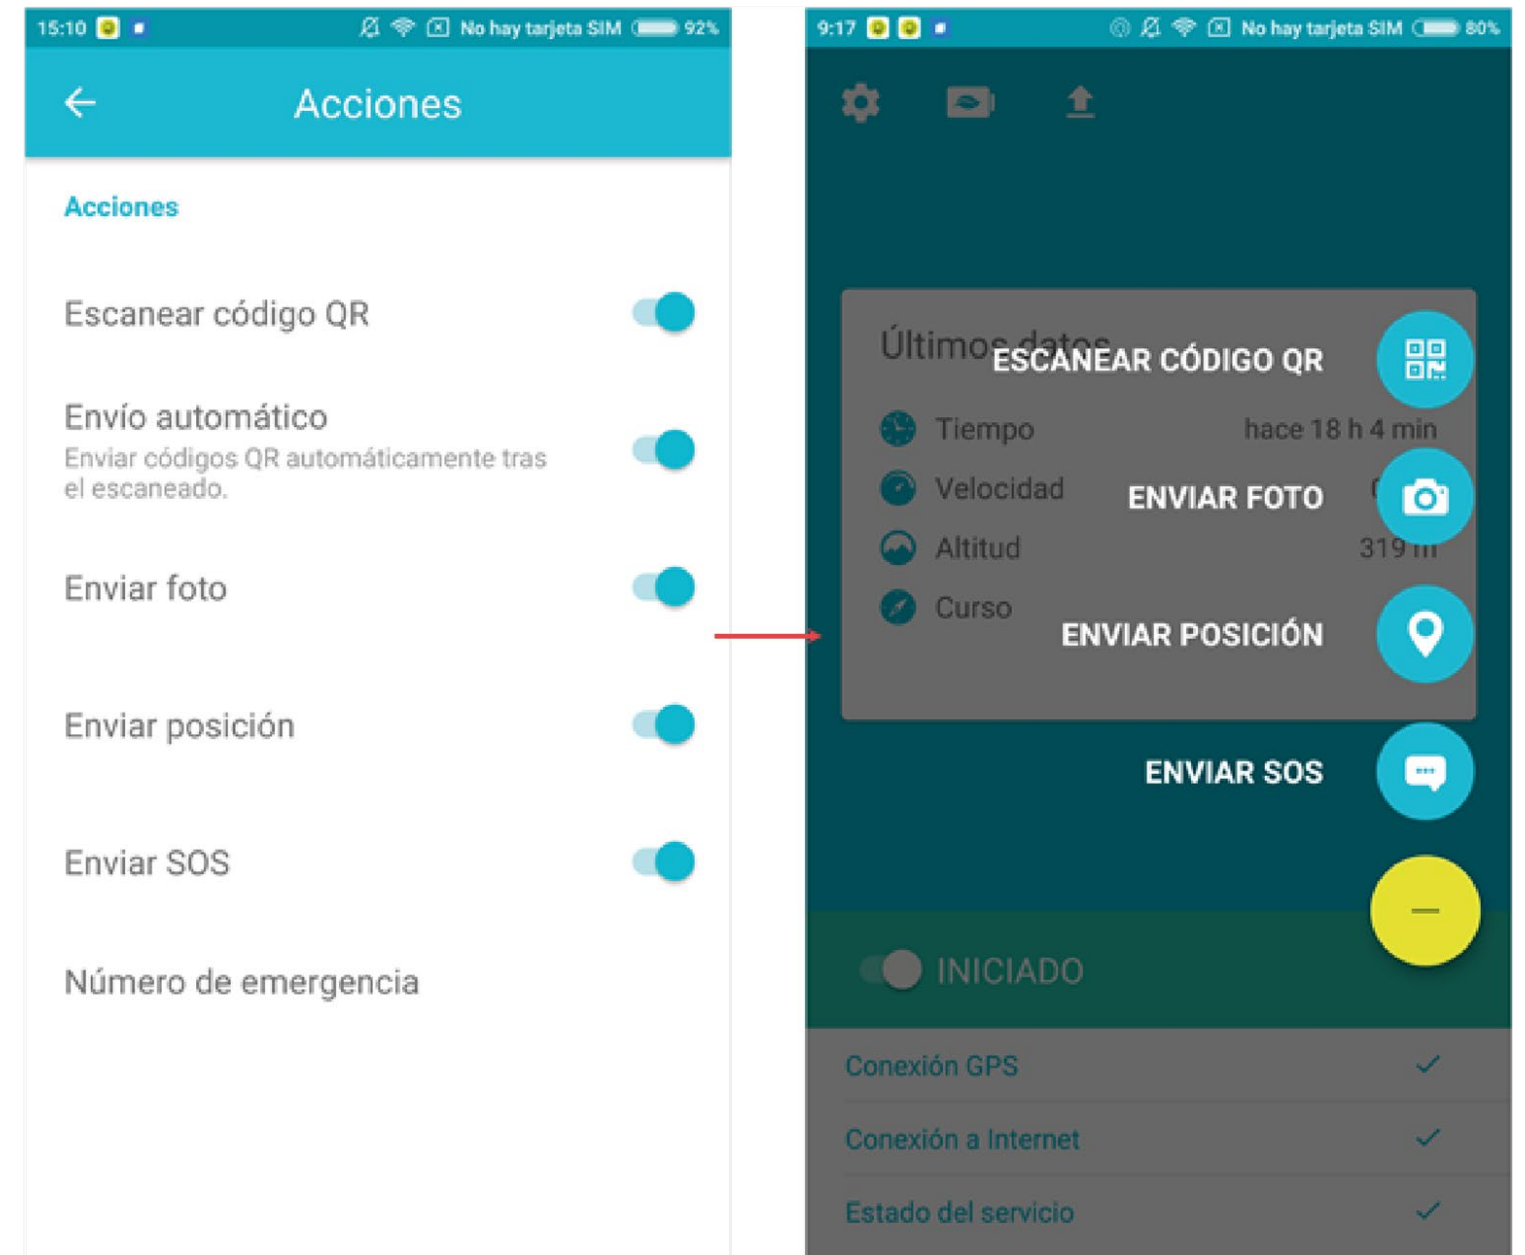 15:10 No hay tarjeta SIM 92%
Acciones
Acciones
Escanear código QR
Envío automático
Enviar códigos QR automáticamente tras
el escaneado.
Enviar foto
Enviar posición
Enviar SOS
Número de emergencia
9:17 No hay tarjeta SIM 80%
Últimos datos
ESCANEAR CÓDIGO QR
Tiempo hace 18 h 4 min
Velocidad
ENVIAR FOTO
Altitud 319 m
Curso
ENVIAR POSICIÓN
ENVIAR SOS
INICIADO
Conexión GPS
Conexión a Internet
Estado del servicio